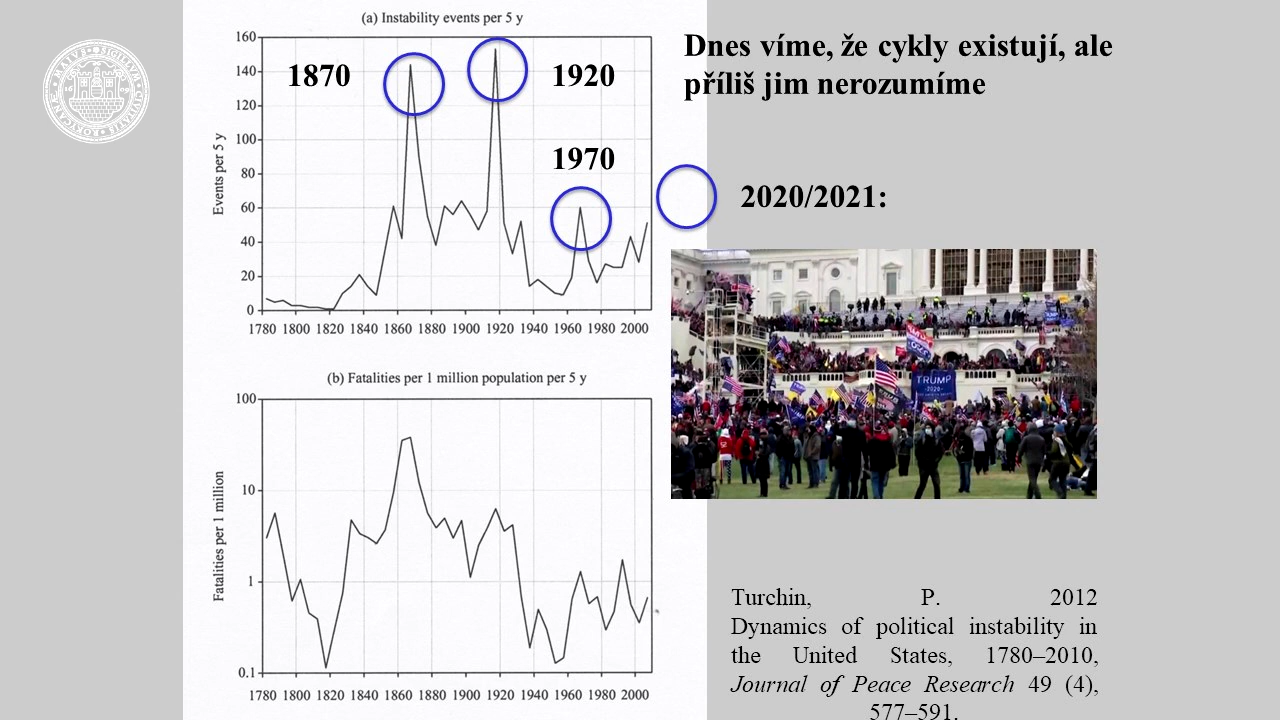 (a) Instability events per 5 y
160
140
120
100
80
60
40
20
0
Events per 5 y
1780 1800 1820 1840 1860 1880 1900 1920 1940 1960 1980 2000
1870
1920
1970
(b) Fatalities per 1 million population per 5 y
100
10
1
0.1
Fatalities per 1 million
1780 1800 1820 1840 1860 1880 1900 1920 1940 1960 1980 2000
Dnes víme, že cykly existují, ale
příliš jim nerozumíme
2020/2021:
TRUMP
2020
Turchin, P. 2012
Dynamics of political instability in
the United States, 1780–2010,
Journal of Peace Research 49 (4),
577–591.